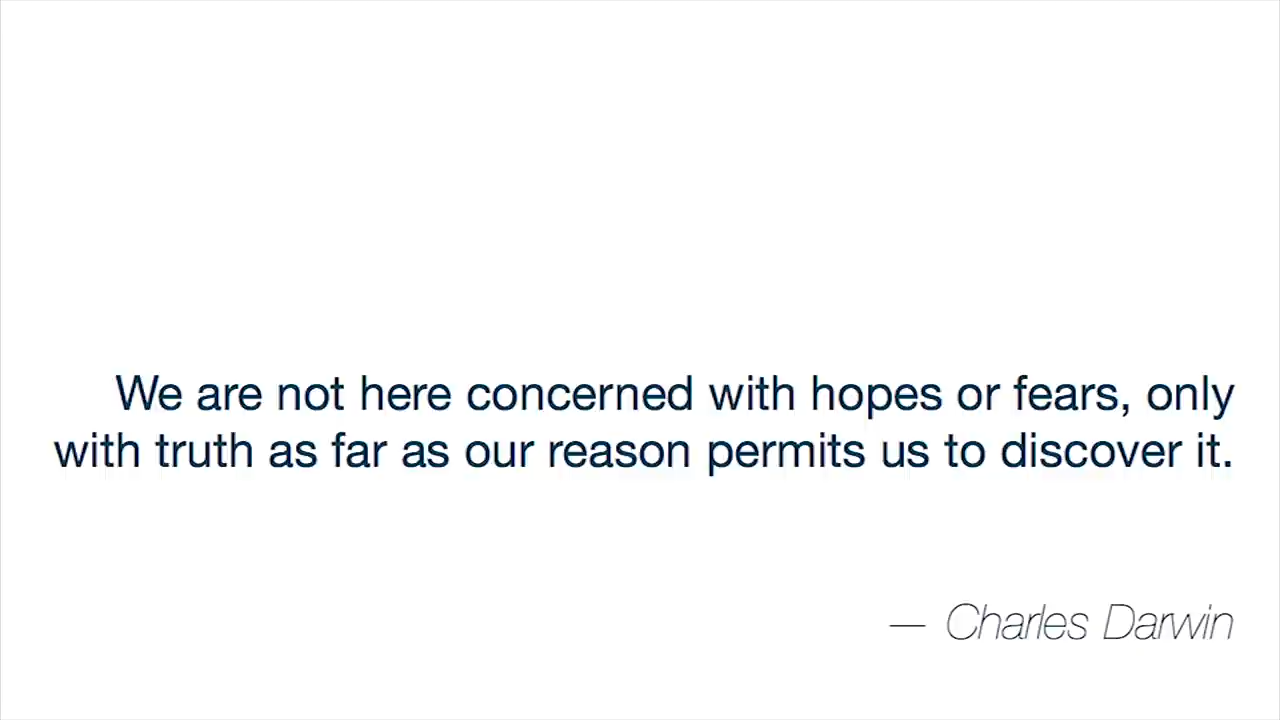 We are not here concerned with hopes or fears, only
with truth as far as our reason permits us to discover it.
— Charles Darwin